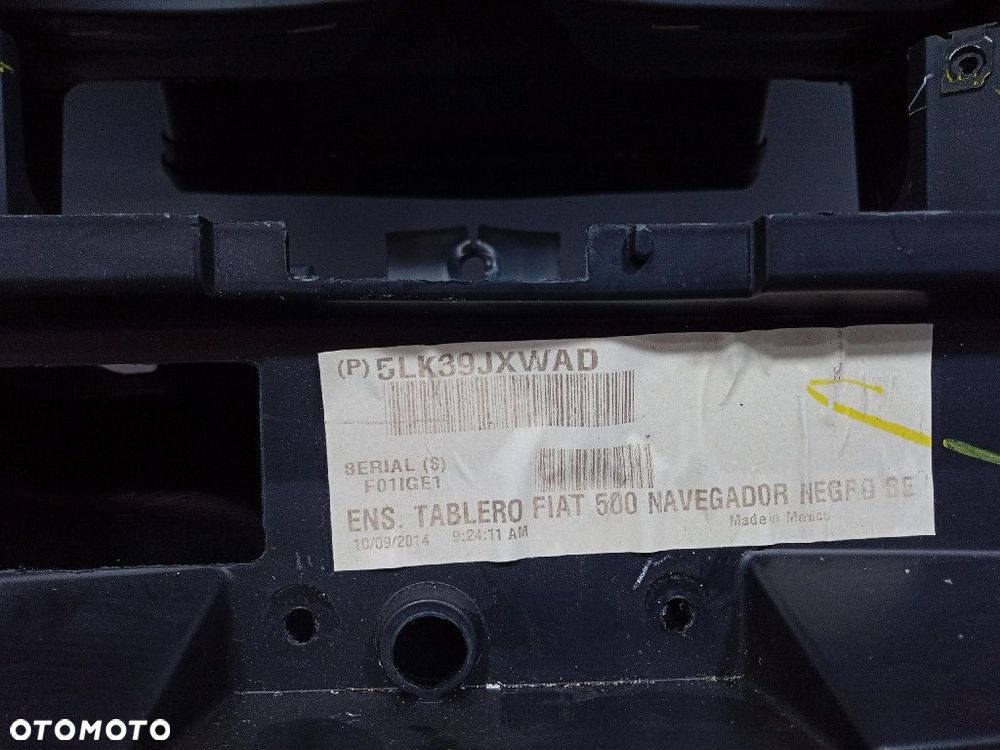 (P) 5LK39JXWAD
SERIAL (S)
F01IGE1
ENS. TABLERO FIAT 500 NAVEGADOR NEGRO BE
Made in Mexico
10/09/2014 9:24:11 AM
OTOMOTO